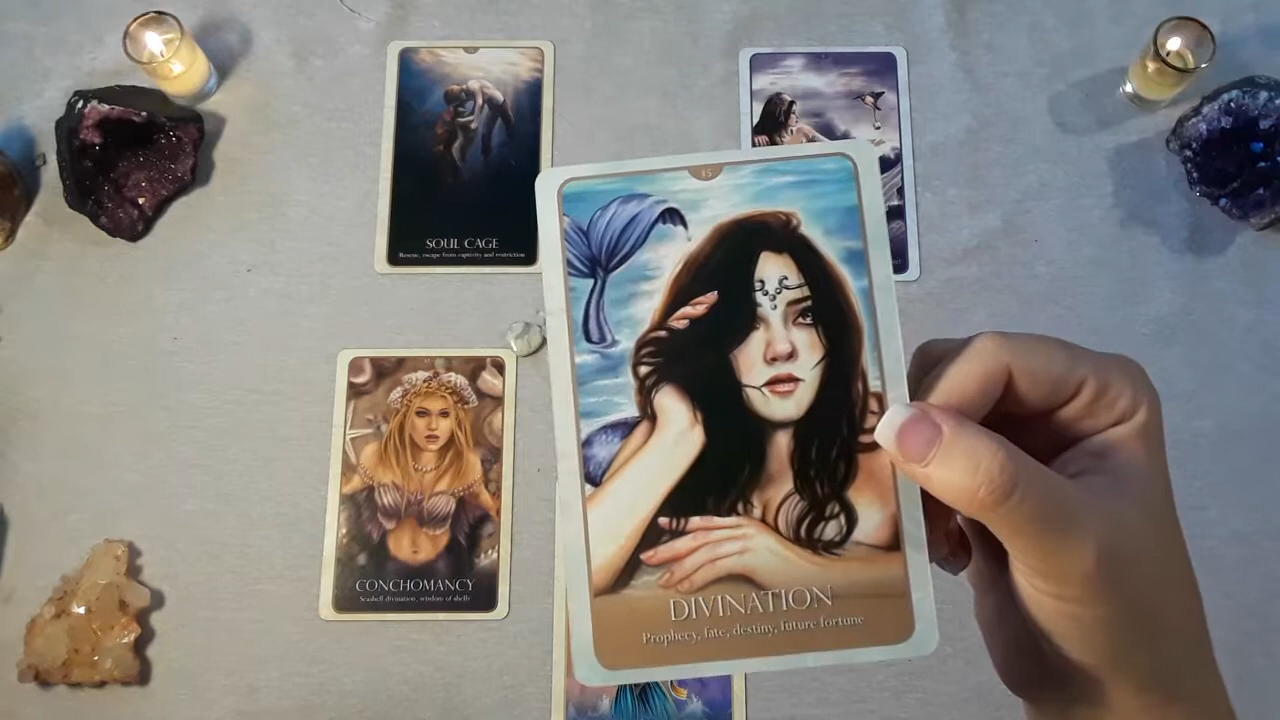 SOUL CAGE
Rescue, escape from captivity and restriction
15
DIVINATION
Prophecy, fate, destiny, future fortune
CONCHOMANCY
Seashell divination, wisdom of shells